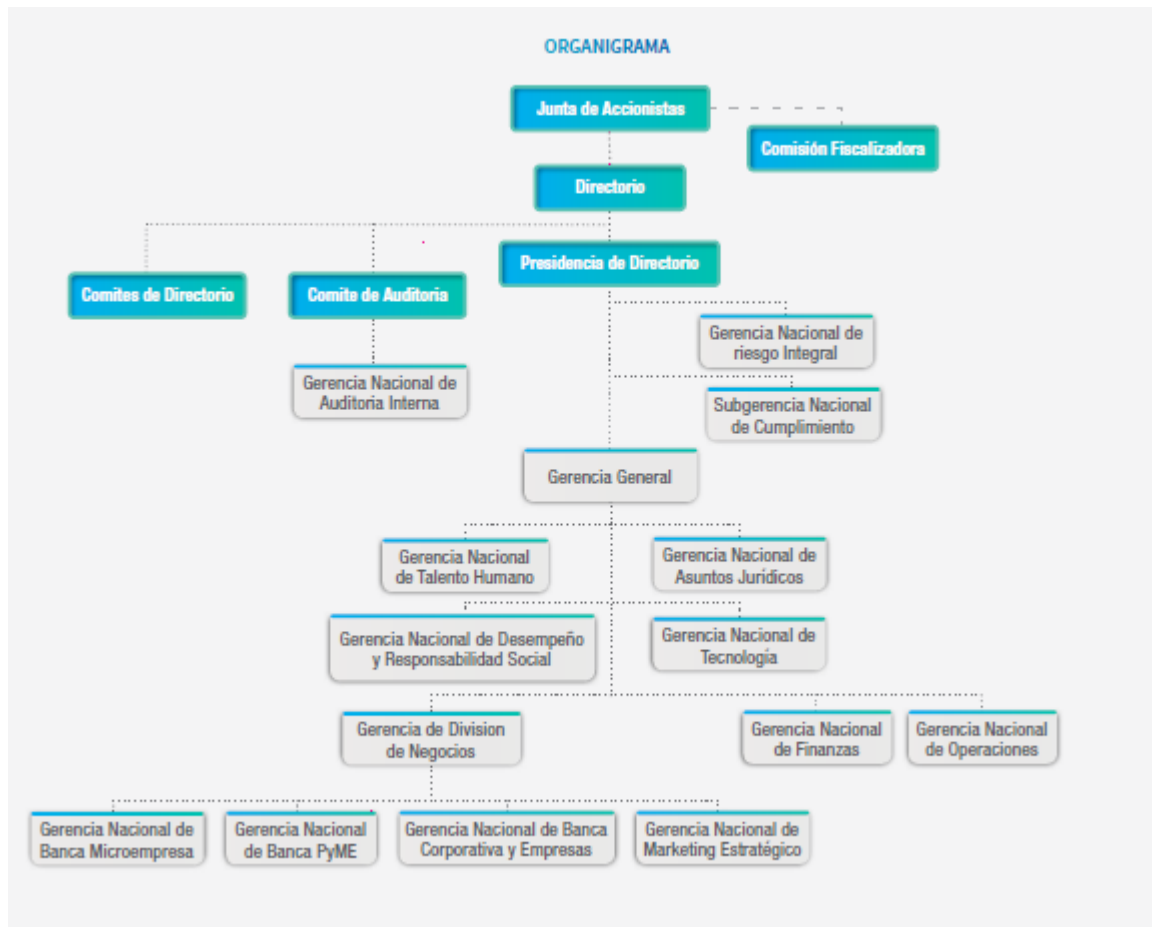 ORGANIGRAMA
Junta de Accionistas
Comisión Fiscalizadora
Directorio
Presidencia de Directorio
Comites de Directorio
Comite de Auditoria
Gerencia Nacional de
riesgo Integral
Gerencia Nacional de
Auditoria Interna
Subgerencia Nacional
de Cumplimiento
Gerencia General
Gerencia Nacional
de Talento Humano
Gerencia Nacional de
Asuntos Jurídicos
Gerencia Nacional de Desempeño
y Responsabilidad Social
Gerencia Nacional de
Tecnología
Gerencia de Division
de Negocios
Gerencia Nacional
de Finanzas
Gerencia Nacional
de Operaciones
Gerencia Nacional de
Banca Microempresa
Gerencia Nacional
de Banca PyME
Gerencia Nacional de Banca
Corporativa y Empresas
Gerencia Nacional de
Marketing Estratégico